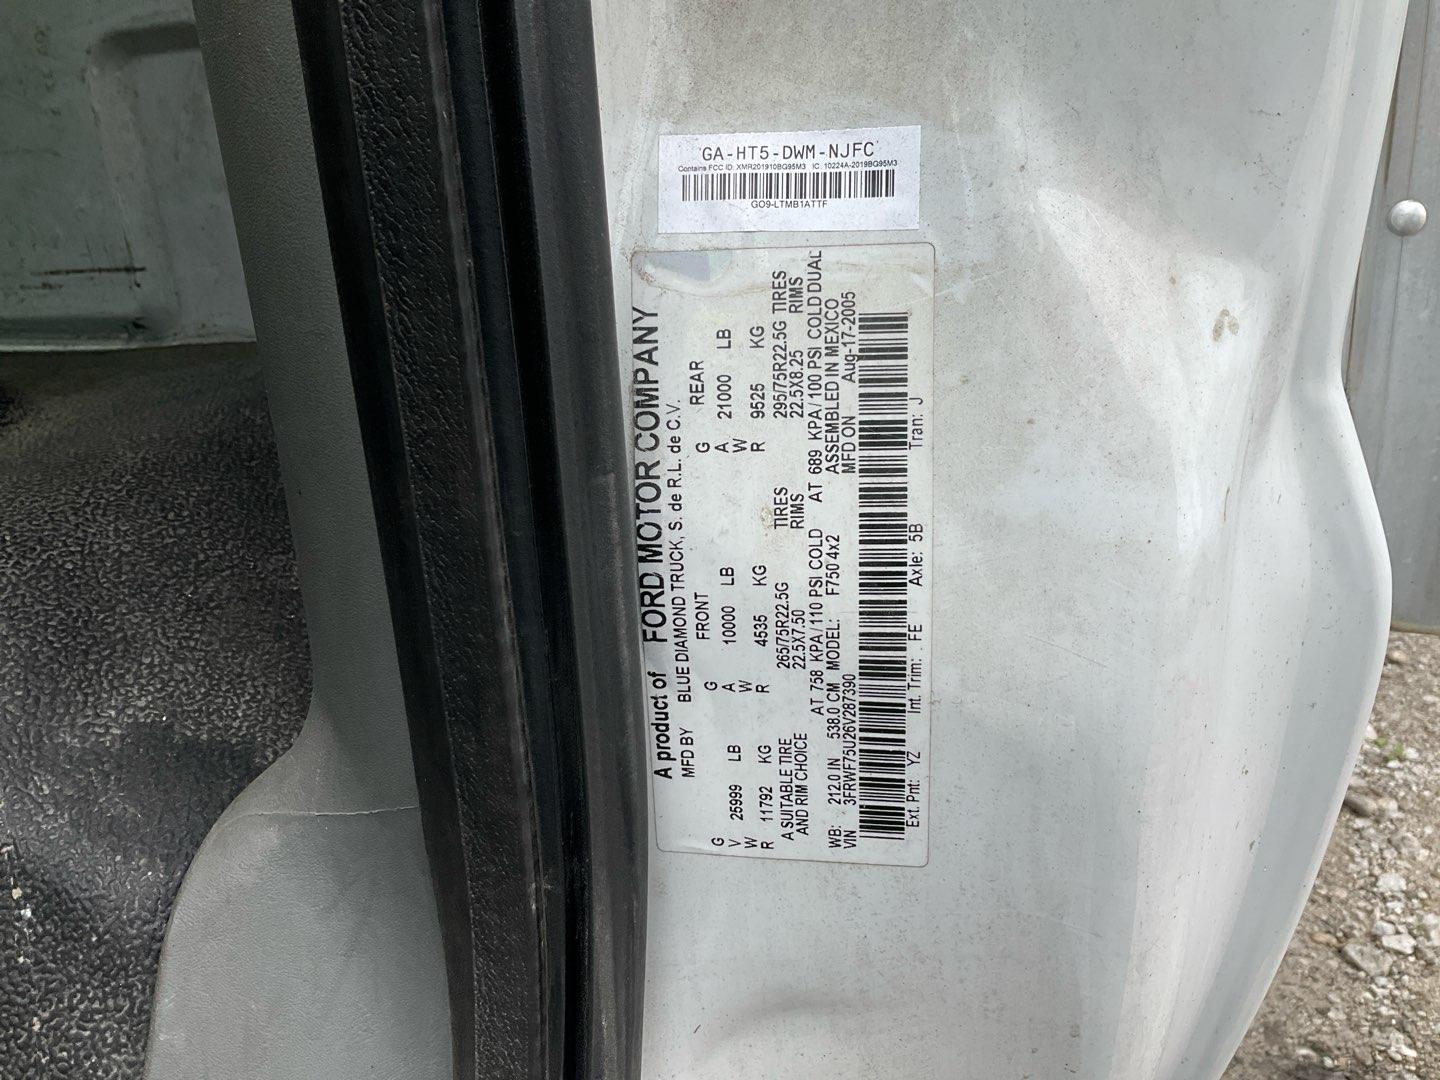 GA-HT5-DWM-NJFC
Contains FCC ID: XMR201910BG95M3 IC: 10224A-2019BG95M3
GO9-LTMB1ATTF
A product of FORD MOTOR COMPANY
MFD BY BLUE DIAMOND TRUCK, S. de R.L. de C.V.
FRONT REAR
GVWR 25999 LB 11792 KG
GAWR 10000 LB 4535 KG
GAWR 21000 LB 9525 KG
A SUITABLE TIRE 265/75R22.5G TIRES 295/75R22.5G TIRES
AND RIM CHOICE 22.5X7.50 RIMS 22.5X8.25 RIMS
AT 758 KPA/110 PSI COLD AT 689 KPA/100 PSI COLD DUAL
WB: 212.0 IN 538.0 CM MODEL: F750 4x2 ASSEMBLED IN MEXICO
VIN 3FRWF75U26V287390 MFD ON Aug-17-2005
Ext. Pnt: YZ Int. Trim: FE Axle: 5B Tran: J